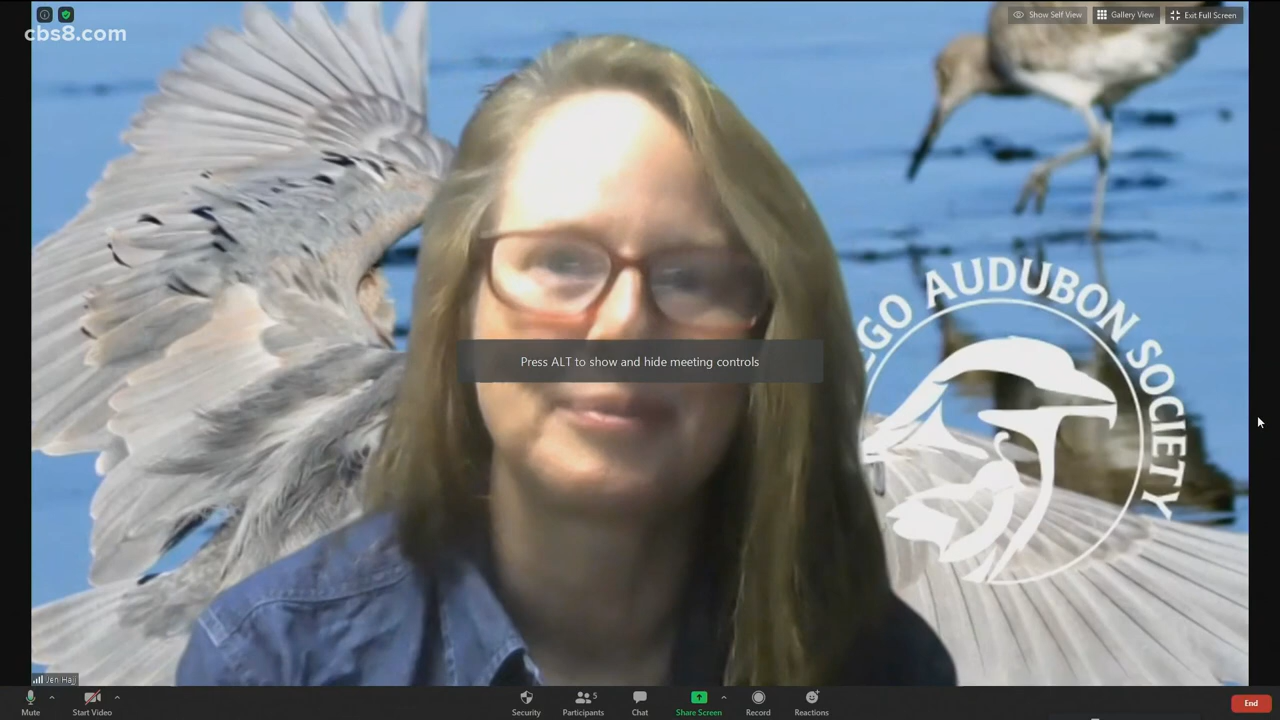 cbs8.com
Show Self View
Gallery View
Exit Full Screen
EGO AUDUBON SOCIETY
Press ALT to show and hide meeting controls
Jen Hajj
Mute
Start Video
Security
Participants
5
Chat
Share Screen
Record
Reactions
End